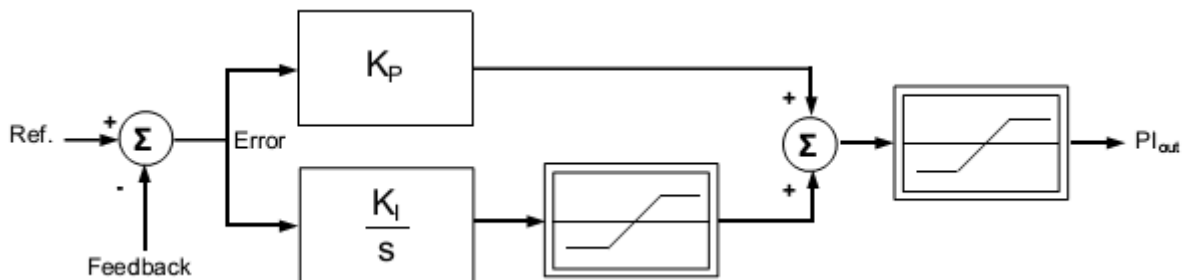 K_P
+
Ref.
Σ
Error
-
Feedback
K_I
s
+
Σ
+
PI_out